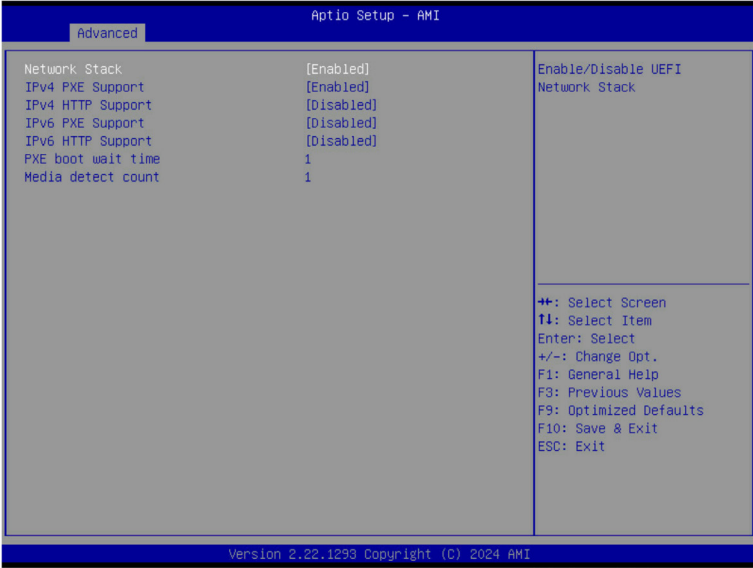 Aptio Setup – AMI
Advanced
Network Stack [Enabled]
IPv4 PXE Support [Enabled]
IPv4 HTTP Support [Disabled]
IPv6 PXE Support [Disabled]
IPv6 HTTP Support [Disabled]
PXE boot wait time 1
Media detect count 1
Enable/Disable UEFI
Network Stack
→←: Select Screen
↑↓: Select Item
Enter: Select
+/-: Change Opt.
F1: General Help
F3: Previous Values
F9: Optimized Defaults
F10: Save & Exit
ESC: Exit
Version 2.22.1293 Copyright (C) 2024 AMI